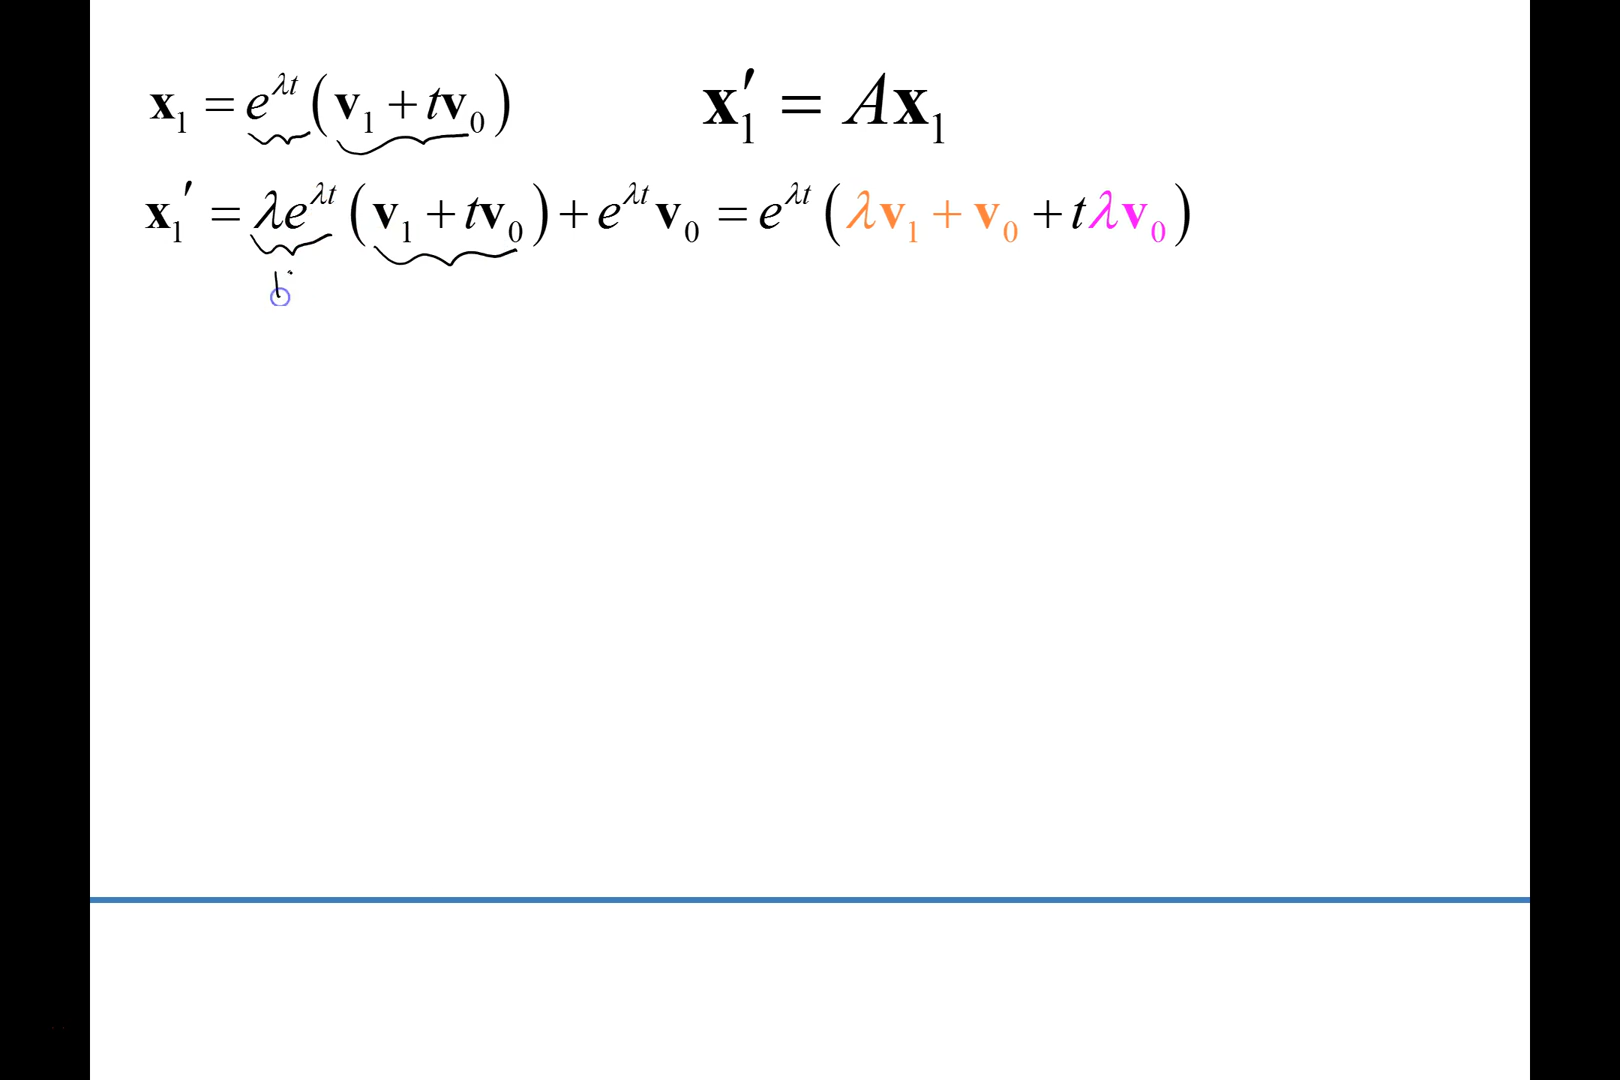 x₁ = e^{λt}(v₁ + tv₀)    x₁′ = Ax₁
x₁′ = λe^{λt}(v₁ + tv₀) + e^{λt}v₀ = e^{λt}(λv₁ + v₀ + tλv₀)